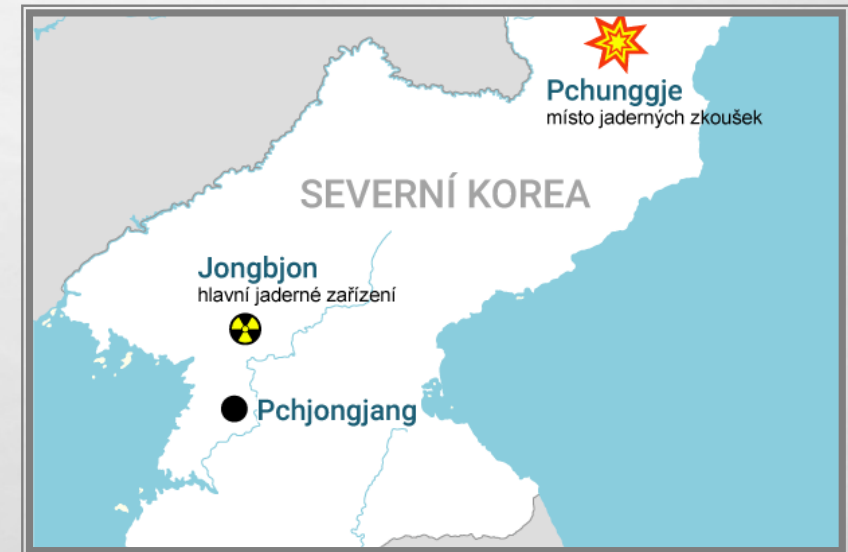 Pchunggje
místo jaderných zkoušek
SEVERNÍ KOREA
Jongbjon
hlavní jaderné zařízení
Pchjongjang